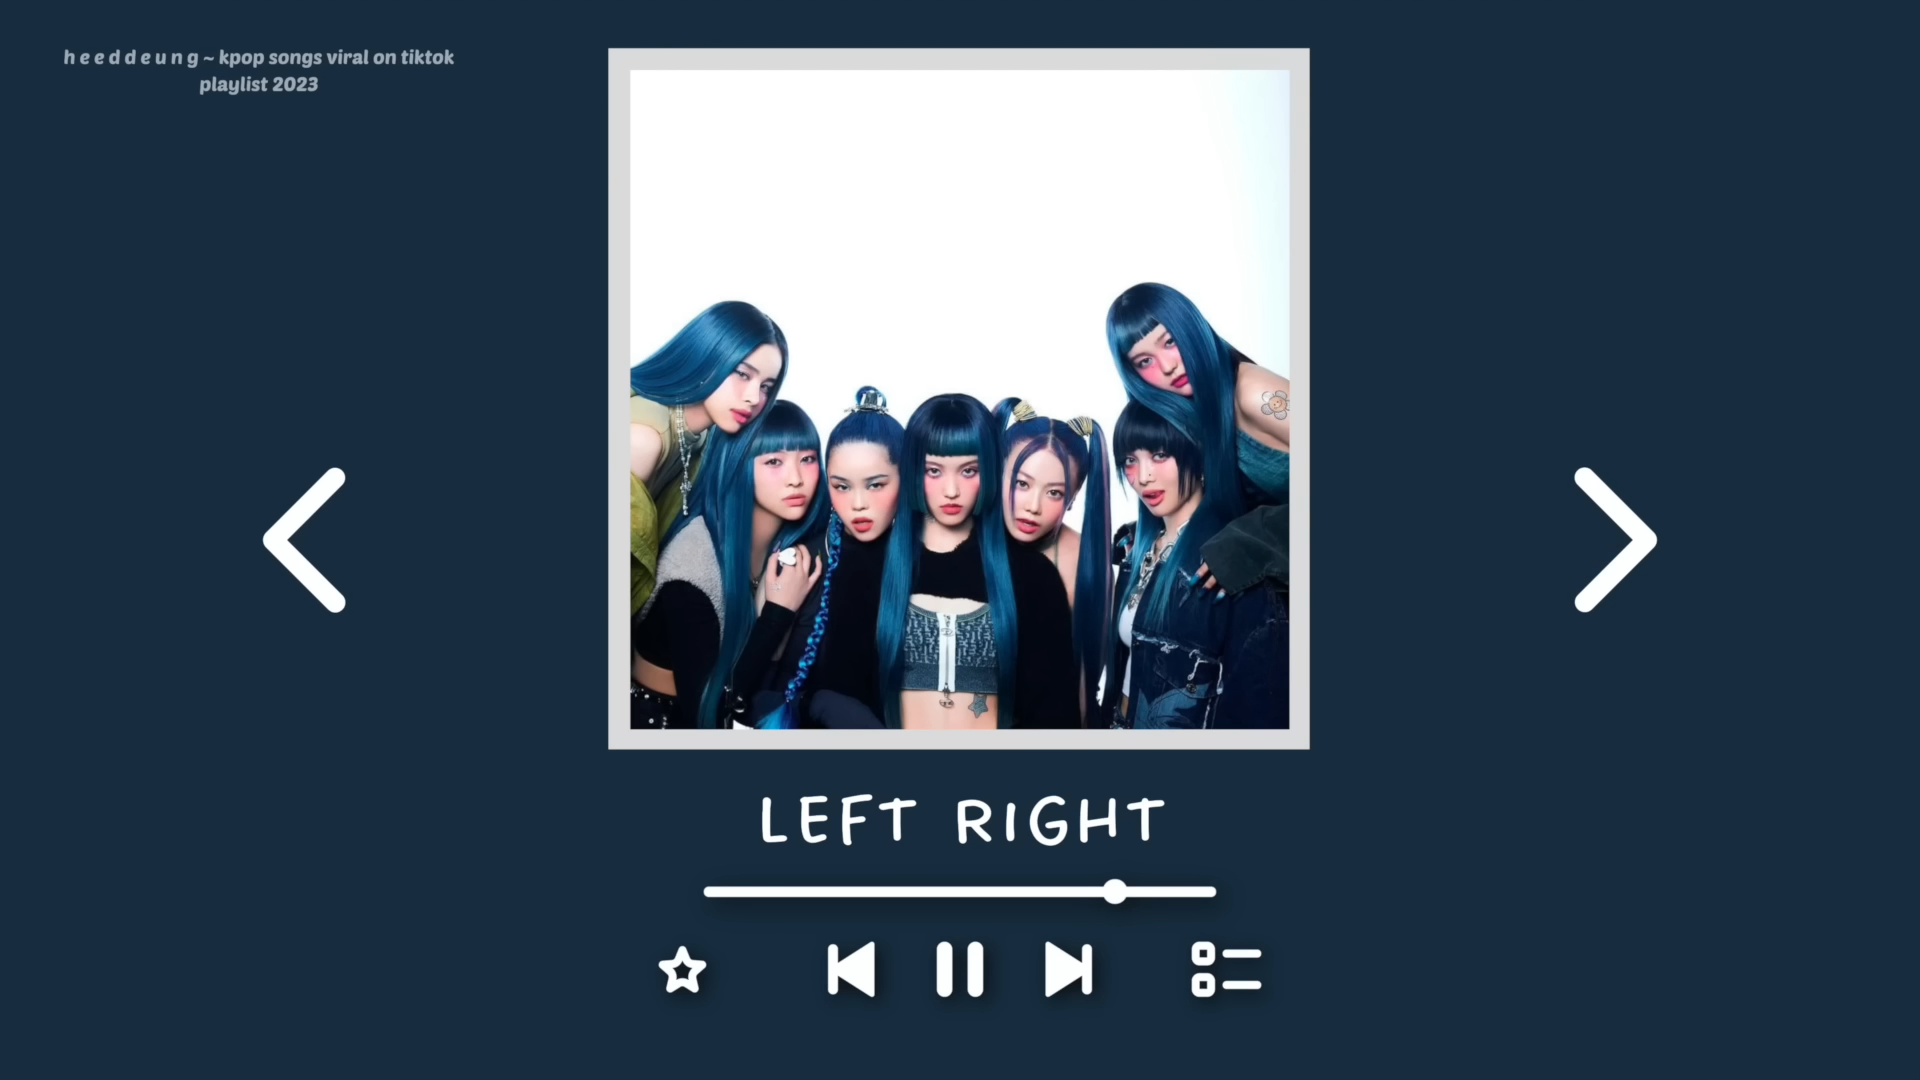 h e e d d e u n g ~ kpop songs viral on tiktok
playlist 2023
LEFT RIGHT